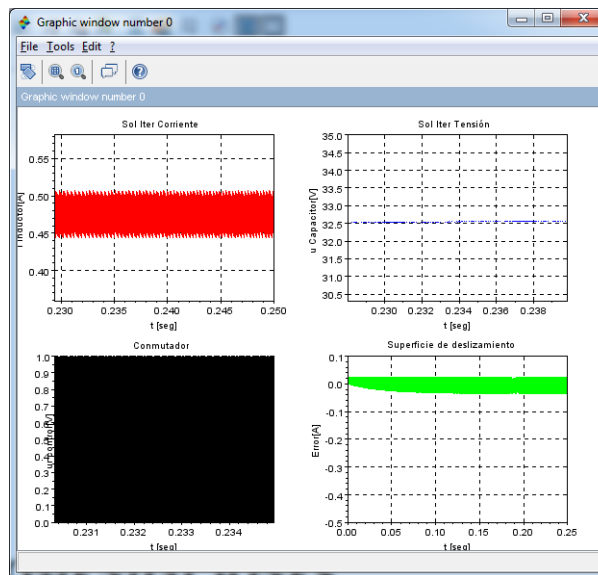 Graphic window number 0
File Tools Edit ?
Graphic window number 0
Sol Iter Corriente
Sol Iter Tensión
0.55
0.50
0.45
0.40
0.230 0.235 0.240 0.245 0.250
t [seg]
35.0
34.5
34.0
33.5
33.0
32.5
32.0
31.5
31.0
30.5
u Capacitor[V]
0.230 0.232 0.234 0.236 0.238
t [seg]
Conmutador
Superficie de deslizamiento
1.0
0.9
0.8
0.7
0.6
0.5
0.4
0.3
0.2
0.1
0.0
0.231 0.232 0.233 0.234
t [seg]
0.1
0.0
-0.1
-0.2
-0.3
-0.4
-0.5
Error[A]
0.00 0.05 0.10 0.15 0.20 0.25
t [seg]